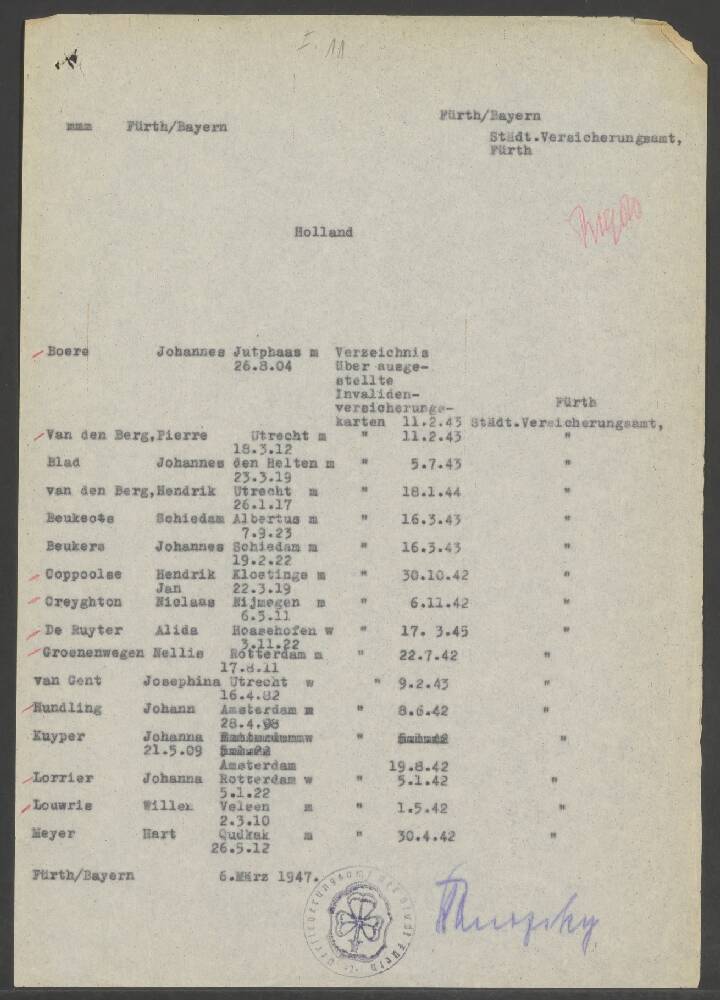 I. 11
mmm Fürth/Bayern
Fürth/Bayern
Städt.Versicherungsamt,
Fürth
Holland
Boere Johannes Jutphaas m Verzeichnis
26.8.04 über ausge-
stellte
Invaliden-
versicherungs- Fürth
karten 11.2.43 Städt.Versicherungsamt,
Van den Berg,Pierre Utrecht m " 11.2.43 "
18.3.12
Blad Johannes den Helten m " 5.7.43 "
23.3.19
van den Berg,Hendrik Utrecht m " 18.1.44 "
26.1.17
Beukeots Schiedam Albertus m " 16.3.43 "
7.9.23
Beukers Johannes Schiedam m " 16.3.43 "
19.2.22
Coppoolse Hendrik Kloetinge m " 30.10.42 "
Jan 22.3.19
Creyghton Niclaas Nijmegen m " 6.11.42 "
6.5.11
De Ruyter Alida Hoasehofen w " 17. 3.45 "
3.11.22
Groenenwegen Nellis Rotterdam m " 22.7.42 "
17.8.11
van Gent Josephina Utrecht w " 9.2.43 "
16.4.82
Hundling Johann Amsterdam m " 8.6.42 "
28.4.98
Kuyper Johanna w " "
21.5.09
Amsterdam 19.8.42
Lorrier Johanna Rotterdam w " 5.1.42 "
5.1.22
Louwris Willem Velsen m " 1.5.42 "
2.3.10
Meyer Hart Qudkak m " 30.4.42 "
26.5.12
Fürth/Bayern 6.März 1947.